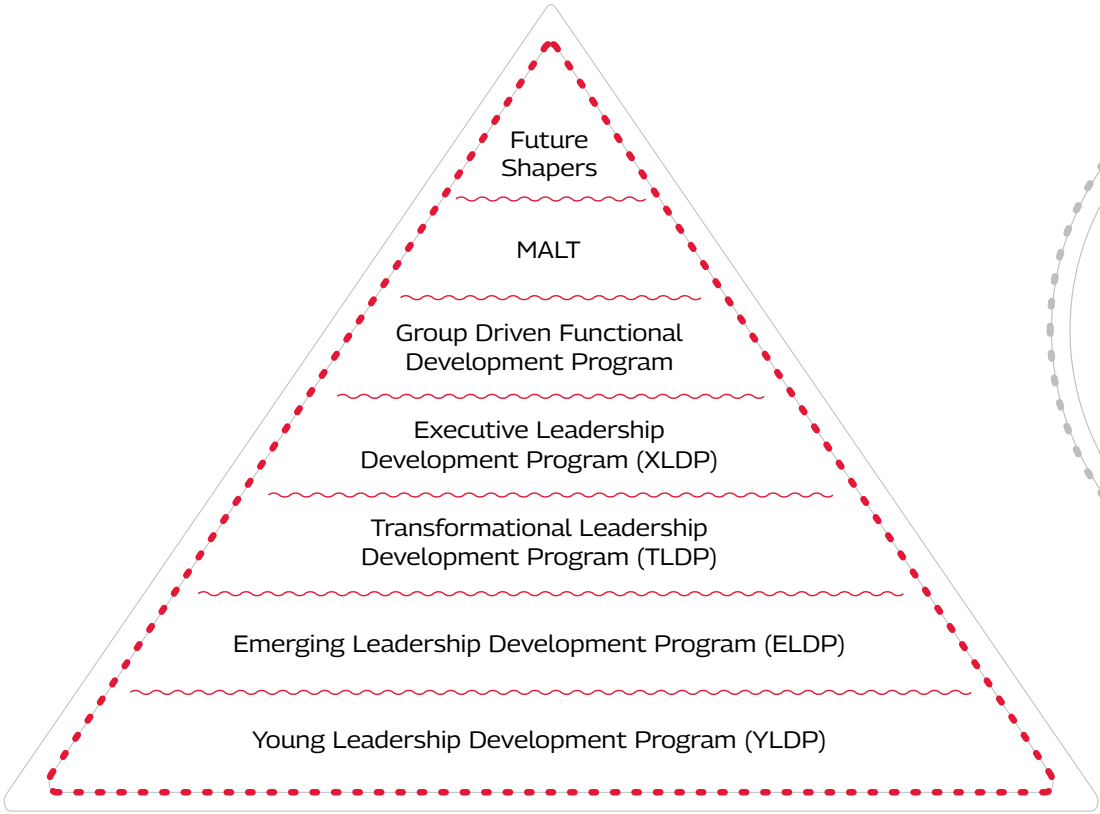 Future
Shapers
MALT
Group Driven Functional
Development Program
Executive Leadership
Development Program (XLDP)
Transformational Leadership
Development Program (TLDP)
Emerging Leadership Development Program (ELDP)
Young Leadership Development Program (YLDP)